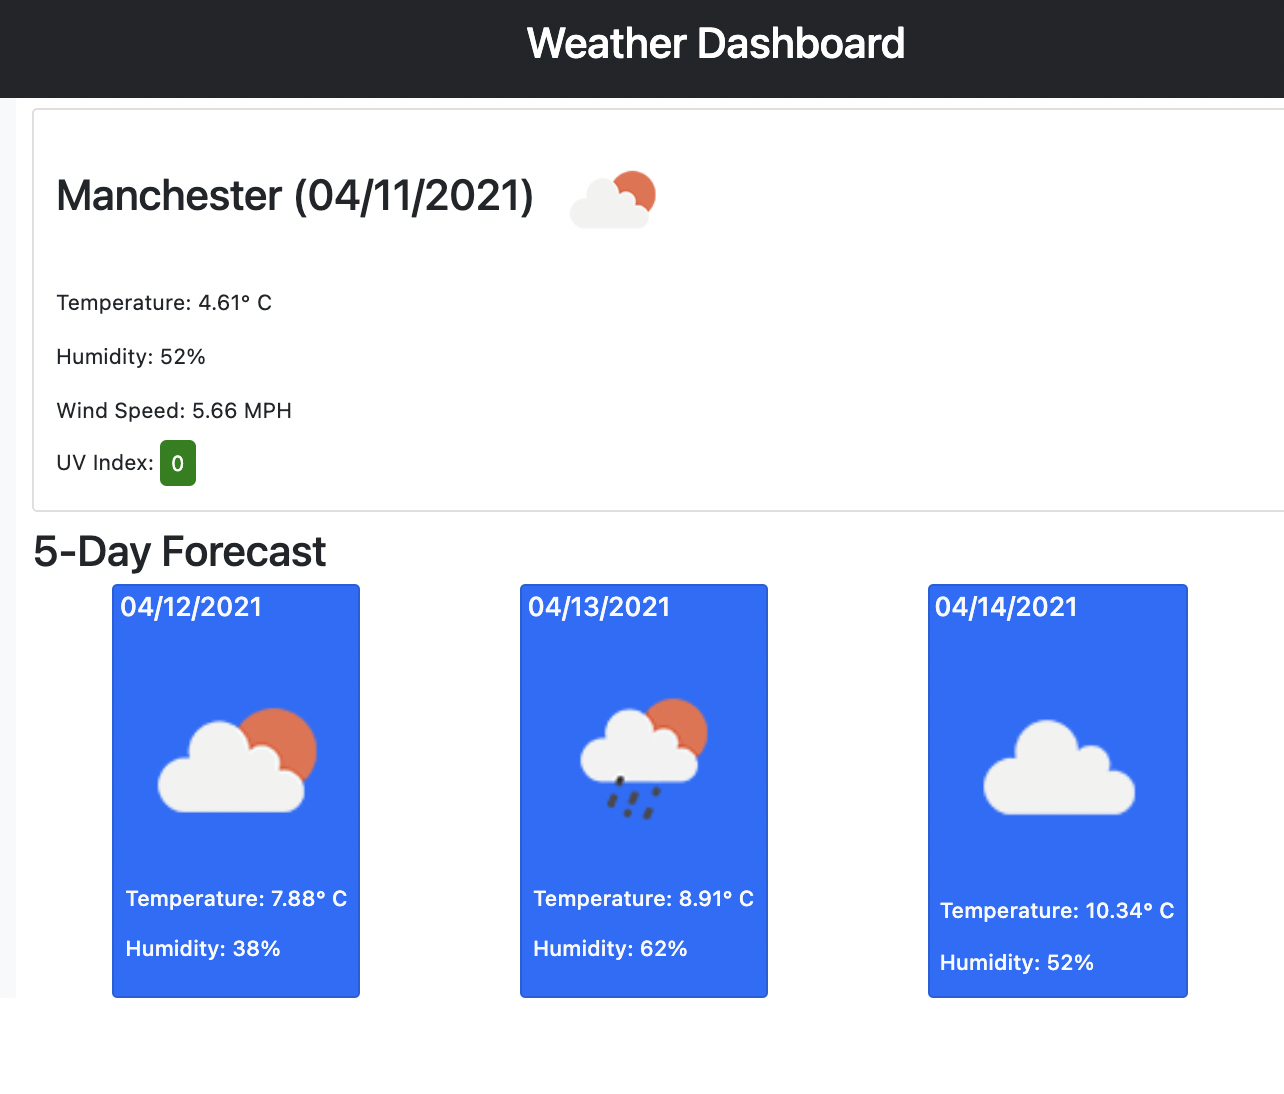 Weather Dashboard
Manchester (04/11/2021)
Temperature: 4.61° C
Humidity: 52%
Wind Speed: 5.66 MPH
UV Index: 0
5-Day Forecast
04/12/2021
Temperature: 7.88° C
Humidity: 38%
04/13/2021
Temperature: 8.91° C
Humidity: 62%
04/14/2021
Temperature: 10.34° C
Humidity: 52%